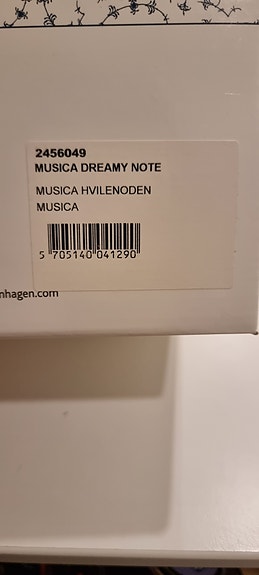 2456049
MUSICA DREAMY NOTE
MUSICA HVILENODEN
MUSICA
5 705140 041290
nhagen.com